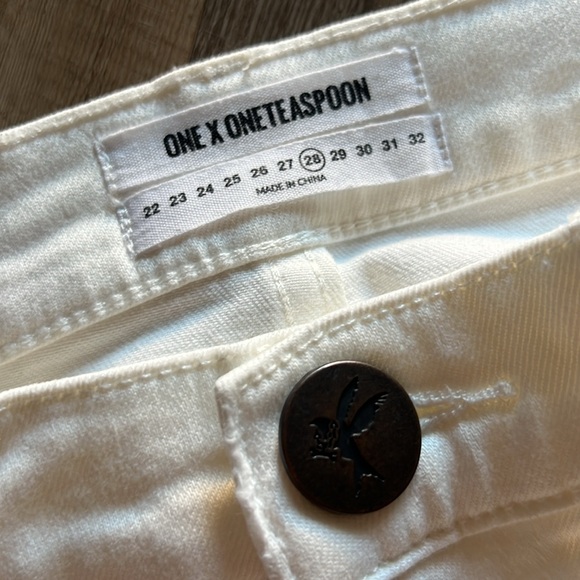 ONE X ONETEASPOON
22 23 24 25 26 27 28 29 30 31 32
MADE IN CHINA